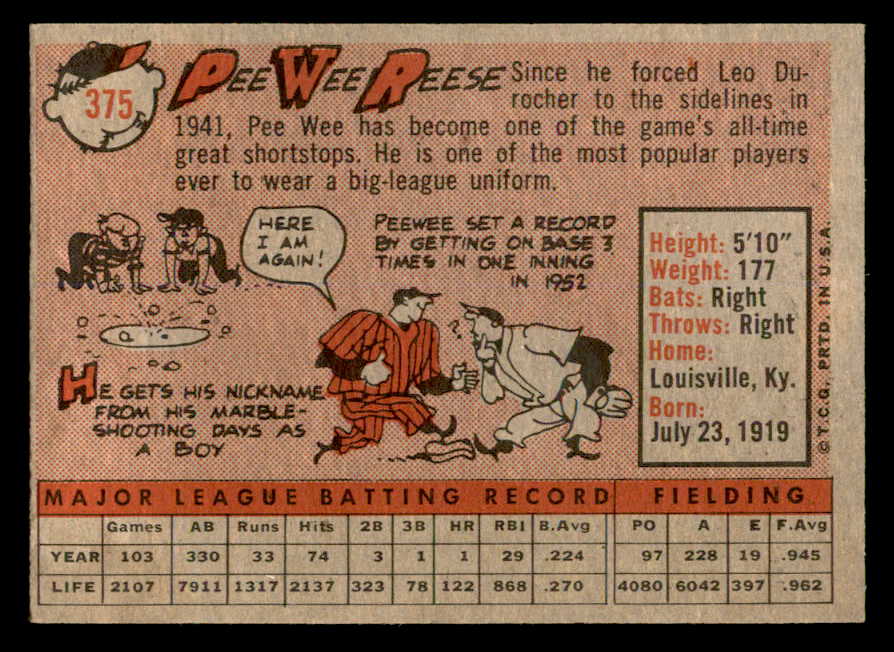 375
PEE WEE REESE
Since he forced Leo Du-
rocher to the sidelines in
1941, Pee Wee has become one of the game's all-time
great shortstops. He is one of the most popular players
ever to wear a big-league uniform.
HERE
I AM
AGAIN!
PEEWEE SET A RECORD
BY GETTING ON BASE 3
TIMES IN ONE INNING
IN 1952
?
HE GETS HIS NICKNAME
FROM HIS MARBLE-
SHOOTING DAYS AS
A BOY
Height: 5'10"
Weight: 177
Bats: Right
Throws: Right
Home:
Louisville, Ky.
Born:
July 23, 1919
© T.C.G. PRTD. IN U.S.A.
MAJOR LEAGUE BATTING RECORD FIELDING
Games AB Runs Hits 2B 3B HR RBI B.Avg PO A E F.Avg
YEAR 103 330 33 74 3 1 1 29 .224 97 228 19 .945
LIFE 2107 7911 1317 2137 323 78 122 868 .270 4080 6042 397 .962